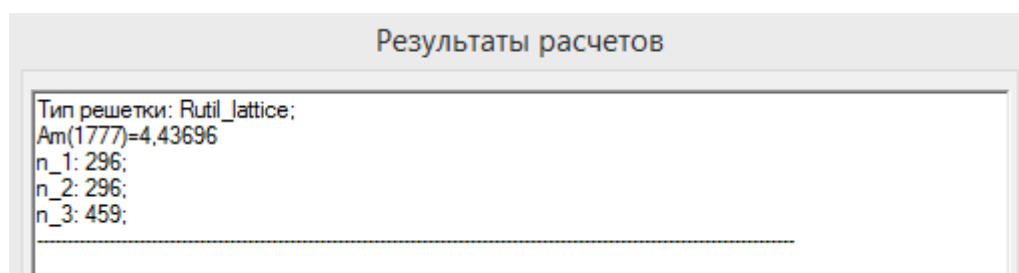 Результаты расчетов
Тип решетки: Rutil_lattice;
Am(1777)=4,43696
n_1: 296;
n_2: 296;
n_3: 459;